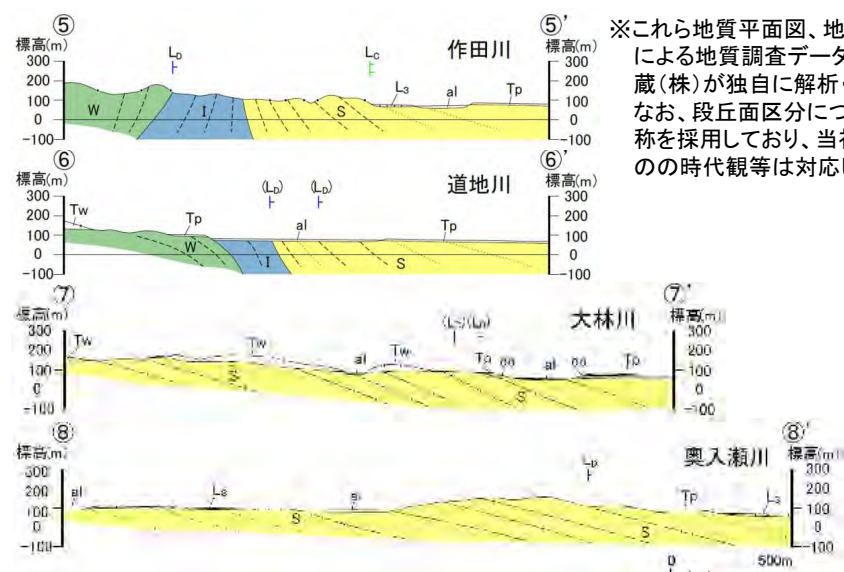 ⑤ ⑤'
標高(m) 標高(m)
作田川
LD LC
300 300
200 200
100 100
0 0
-100 -100
L3 al Tp
W I S
※これら地質平面図、地
による地質調査データ
蔵(株)が独自に解析・
なお、段丘面区分につ
称を採用しており、当社
のの時代観等は対応し
⑥ ⑥'
標高(m) 標高(m)
道地川
(LD) (LD)
300 300
200 200
100 100
0 0
-100 -100
Tw Tp al Tp
W I S
⑦ ⑦'
標高(m) 標高(m)
大林川
300 300
200 200
100 100
0 0
-100 -100
Tw Tw al Tw al Tp
S
⑧ ⑧'
標高(m) 標高(m)
奥入瀬川
LD
300 300
200 200
100 100
0 0
-100 -100
al L3 al Tp L3
S S
0 500m